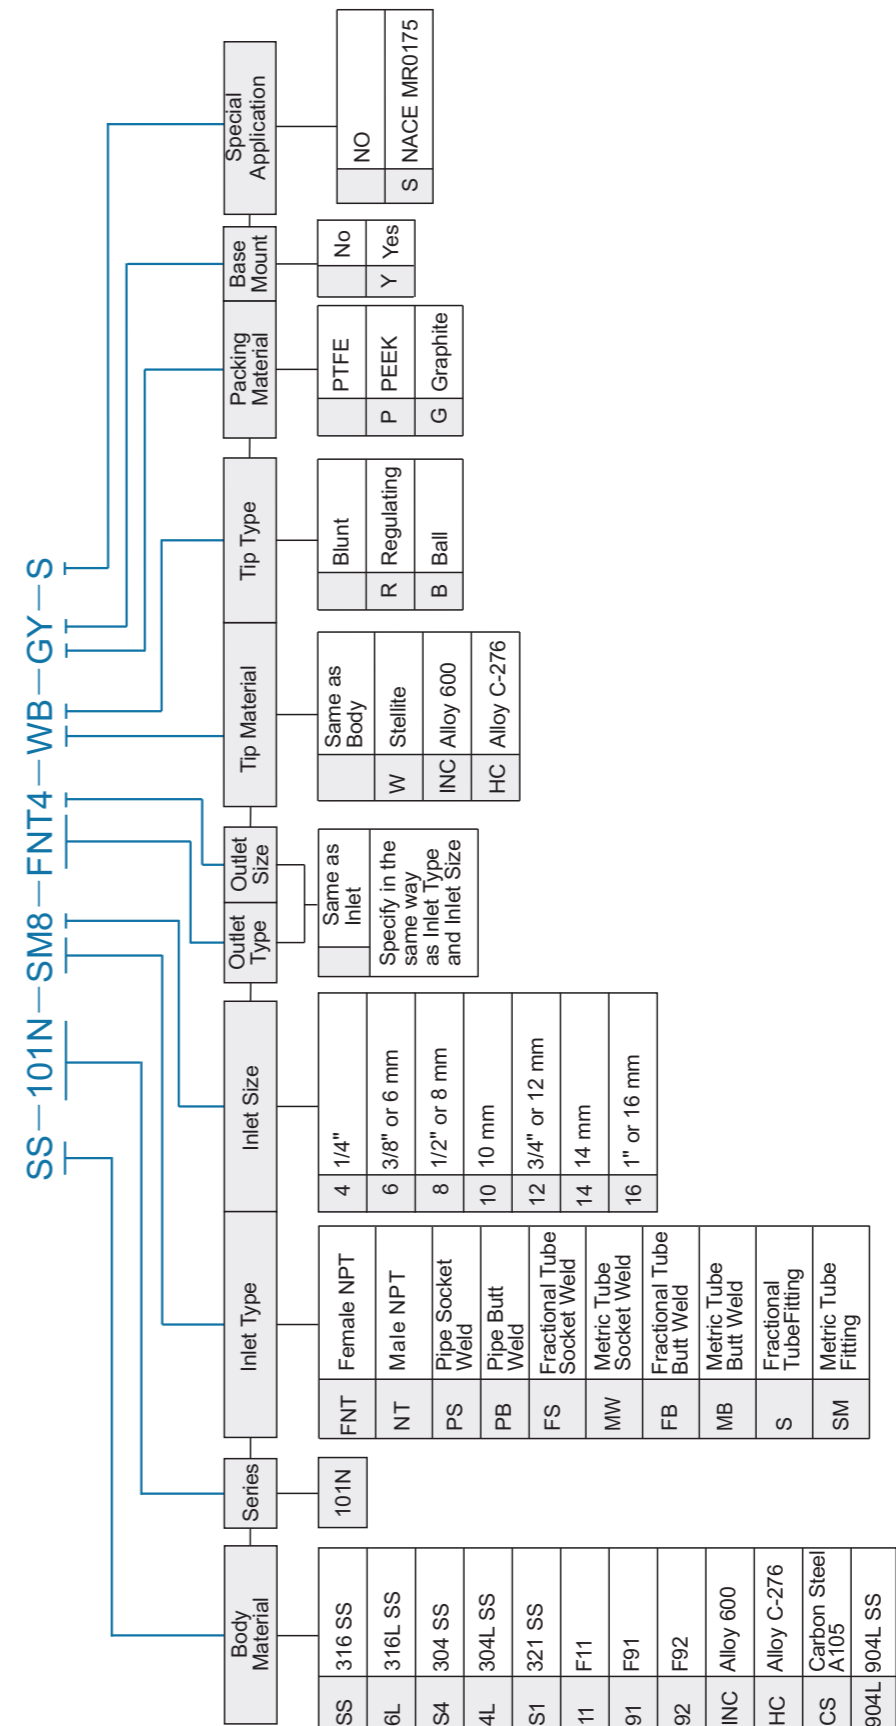 SS—101N—SM8—FNT4—WB—GY—S
Body
Material
SS 316 SS
6L 316L SS
S4 304 SS
4L 304L SS
S1 321 SS
11 F11
91 F91
92 F92
INC Alloy 600
HC Alloy C-276
CS Carbon Steel
A105
904L 904L SS
Series
101N
Inlet Type
FNT Female NPT
NT Male NPT
PS Pipe Socket
Weld
PB Pipe Butt
Weld
FS Fractional Tube
Socket Weld
MW Metric Tube
Socket Weld
FB Fractional Tube
Butt Weld
MB Metric Tube
Butt Weld
S Fractional
TubeFitting
SM Metric Tube
Fitting
Inlet Size
4 1/4"
6 3/8" or 6 mm
8 1/2" or 8 mm
10 10 mm
12 3/4" or 12 mm
14 14 mm
16 1" or 16 mm
Outlet
Type
Outlet
Size
Same as
Inlet
Specify in the
same way
as Inlet Type
and Inlet Size
Tip Material
Same as
Body
W Stellite
INC Alloy 600
HC Alloy C-276
Tip Type
Blunt
R Regulating
B Ball
Packing
Material
PTFE
P PEEK
G Graphite
Base
Mount
No
Y Yes
Special
Application
NO
S NACE MR0175